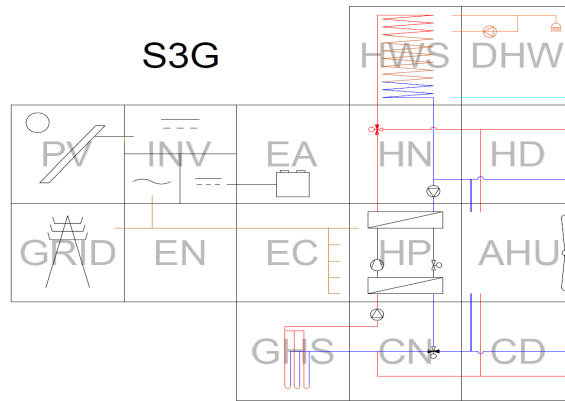 S3G
HWS DHW
PV INV EA HN HD
GRID EN EC HP AHU
GHS CN CD